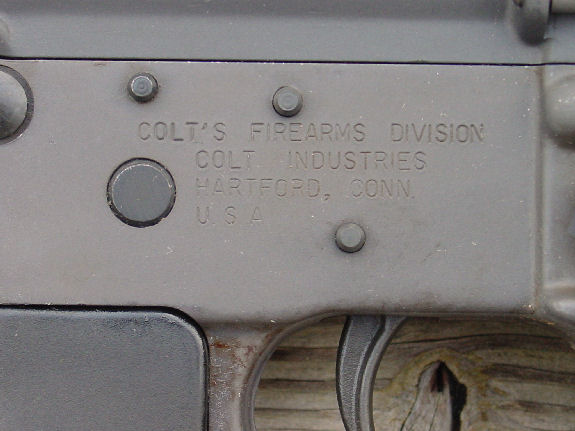 COLT'S FIREARMS DIVISION
COLT INDUSTRIES
HARTFORD, CONN.
U.S.A.